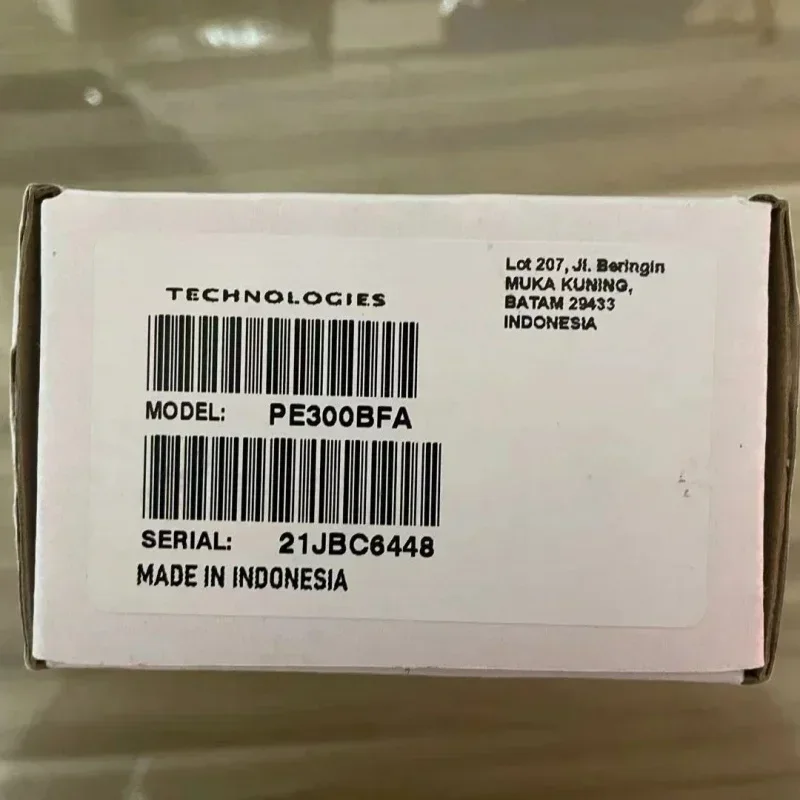 TECHNOLOGIES
MODEL: PE300BFA
SERIAL: 21JBC6448
MADE IN INDONESIA
Lot 207, Jl. Beringin
MUKA KUNING,
BATAM 29433
INDONESIA